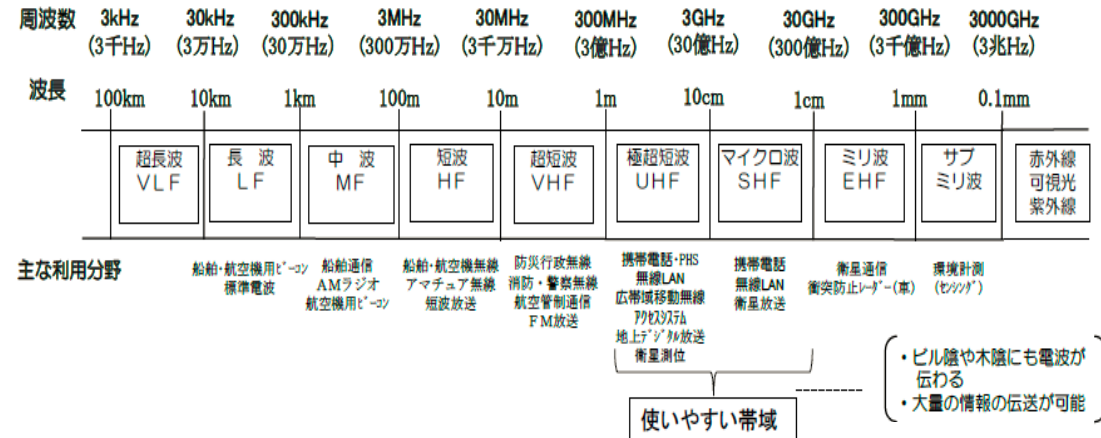 周波数 3kHz 30kHz 300kHz 3MHz 30MHz 300MHz 3GHz 30GHz 300GHz 3000GHz
(3千Hz) (3万Hz) (30万Hz) (300万Hz) (3千万Hz) (3億Hz) (30億Hz) (300億Hz) (3千億Hz) (3兆Hz)
波長 100km 10km 1km 100m 10m 1m 10cm 1cm 1mm 0.1mm
超長波
VLF
長 波
LF
中 波
MF
短波
HF
超短波
VHF
極超短波
UHF
マイクロ波
SHF
ミリ波
EHF
サブ
ミリ波
赤外線
可視光
紫外線
主な利用分野
船舶・航空機用ﾋﾞｰｺﾝ
標準電波
船舶通信
AMラジオ
航空機用ﾋﾞｰｺﾝ
船舶・航空機無線
アマチュア無線
短波放送
防災行政無線
消防・警察無線
航空管制通信
FM放送
携帯電話・PHS
無線LAN
広帯域移動無線
ｱｸｾｽｼｽﾃﾑ
地上ﾃﾞｼﾞﾀﾙ放送
衛星測位
携帯電話
無線LAN
衛星放送
衛星通信
衝突防止ﾚｰﾀﾞｰ(車)
環境計測
(ｾﾝｼﾝｸﾞ)
使いやすい帯域
・ビル陰や木陰にも電波が
伝わる
・大量の情報の伝送が可能